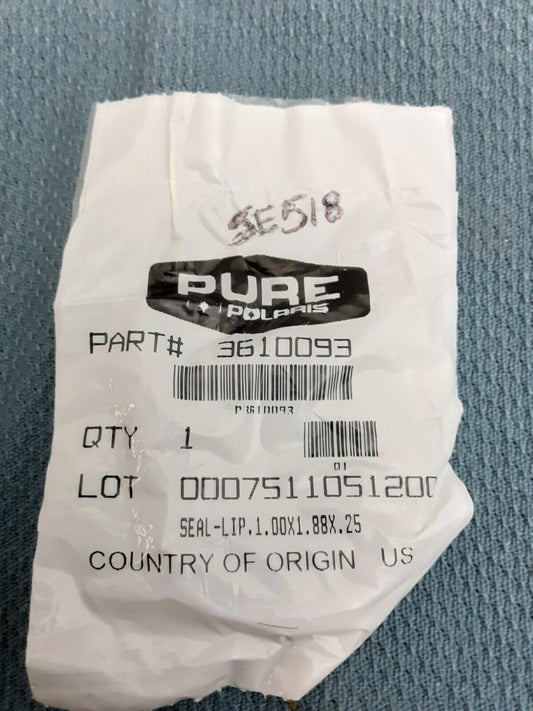 SE518
PURE
POLARIS
PART# 3610093
P3610093
QTY 1
01
LOT 0007511051200
SEAL-LIP,1.00X1.88X.25
COUNTRY OF ORIGIN US